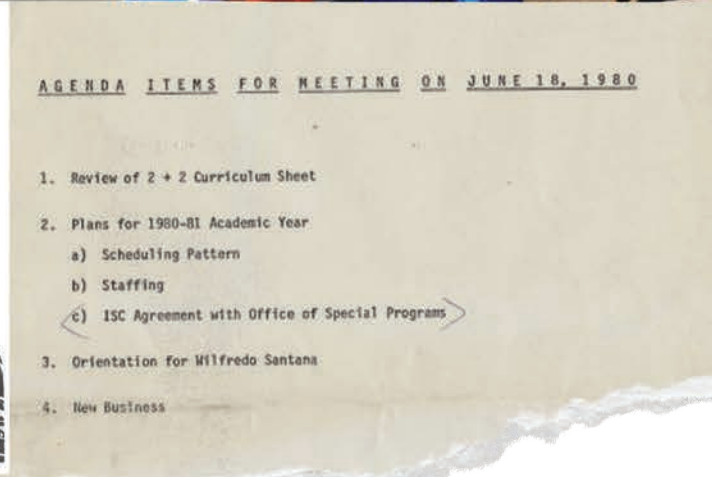 AGENDA ITEMS FOR MEETING ON JUNE 18, 1980
1. Review of 2 + 2 Curriculum Sheet
2. Plans for 1980-81 Academic Year
a) Scheduling Pattern
b) Staffing
c) ISC Agreement with Office of Special Programs
3. Orientation for Wilfredo Santana
4. New Business